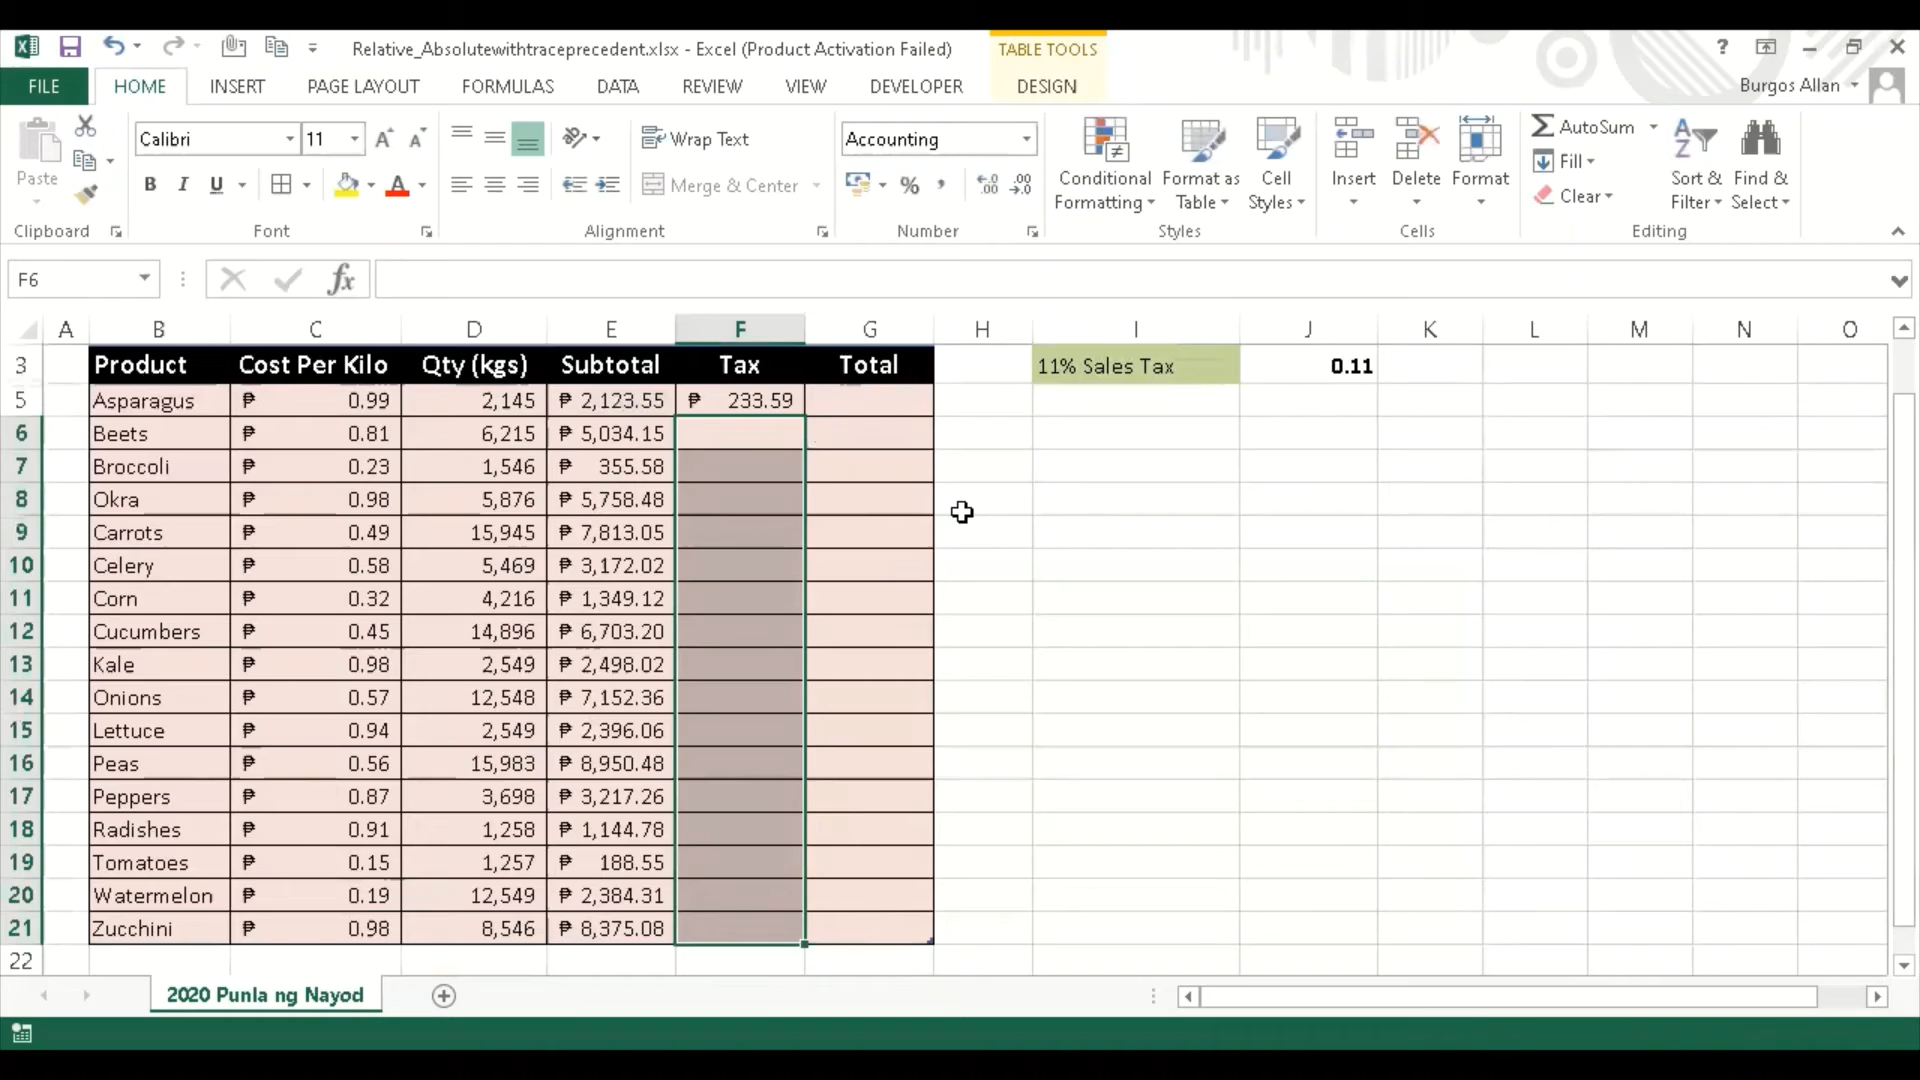 Relative_Absolutewithtraceprecedent.xlsx - Excel (Product Activation Failed)
TABLE TOOLS
?
FILE HOME INSERT PAGE LAYOUT FORMULAS DATA REVIEW VIEW DEVELOPER DESIGN
Burgos Allan
Paste
Calibri 11
B I U
Wrap Text
Merge & Center
Accounting
Conditional Formatting
Format as Table
Cell Styles
Insert
Delete
Format
AutoSum
Fill
Clear
Sort & Filter
Find & Select
Clipboard Font Alignment Number Styles Cells Editing
F6
fx
A B C D E F G H I J K L M N O
3 Product Cost Per Kilo Qty (kgs) Subtotal Tax Total 11% Sales Tax 0.11
5 Asparagus ₱ 0.99 2,145 ₱ 2,123.55 ₱ 233.59
6 Beets ₱ 0.81 6,215 ₱ 5,034.15
7 Broccoli ₱ 0.23 1,546 ₱ 355.58
8 Okra ₱ 0.98 5,876 ₱ 5,758.48
9 Carrots ₱ 0.49 15,945 ₱ 7,813.05
10 Celery ₱ 0.58 5,469 ₱ 3,172.02
11 Corn ₱ 0.32 4,216 ₱ 1,349.12
12 Cucumbers ₱ 0.45 14,896 ₱ 6,703.20
13 Kale ₱ 0.98 2,549 ₱ 2,498.02
14 Onions ₱ 0.57 12,548 ₱ 7,152.36
15 Lettuce ₱ 0.94 2,549 ₱ 2,396.06
16 Peas ₱ 0.56 15,983 ₱ 8,950.48
17 Peppers ₱ 0.87 3,698 ₱ 3,217.26
18 Radishes ₱ 0.91 1,258 ₱ 1,144.78
19 Tomatoes ₱ 0.15 1,257 ₱ 188.55
20 Watermelon ₱ 0.19 12,549 ₱ 2,384.31
21 Zucchini ₱ 0.98 8,546 ₱ 8,375.08
22
2020 Punla ng Nayod